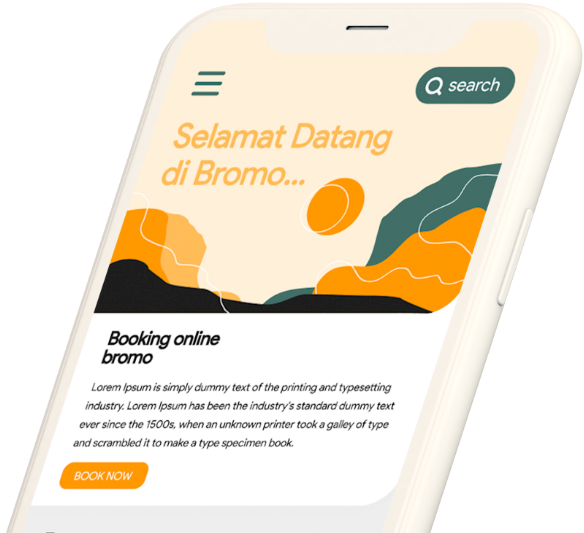 search
Selamat Datang
di Bromo...
Booking online
bromo
Lorem Ipsum is simply dummy text of the printing and typesetting
industry. Lorem Ipsum has been the industry's standard dummy text
ever since the 1500s, when an unknown printer took a galley of type
and scrambled it to make a type specimen book.
BOOK NOW